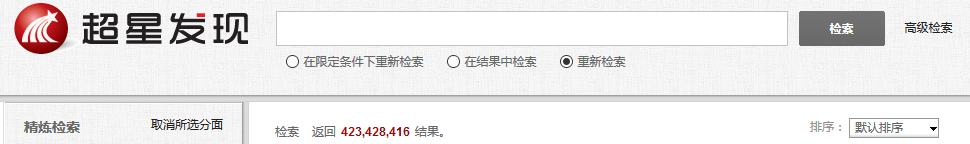 超星发现
检索 高级检索
在限定条件下重新检索 在结果中检索 重新检索
精炼检索 取消所选分面
检索 返回 423,428,416 结果。 排序： 默认排序